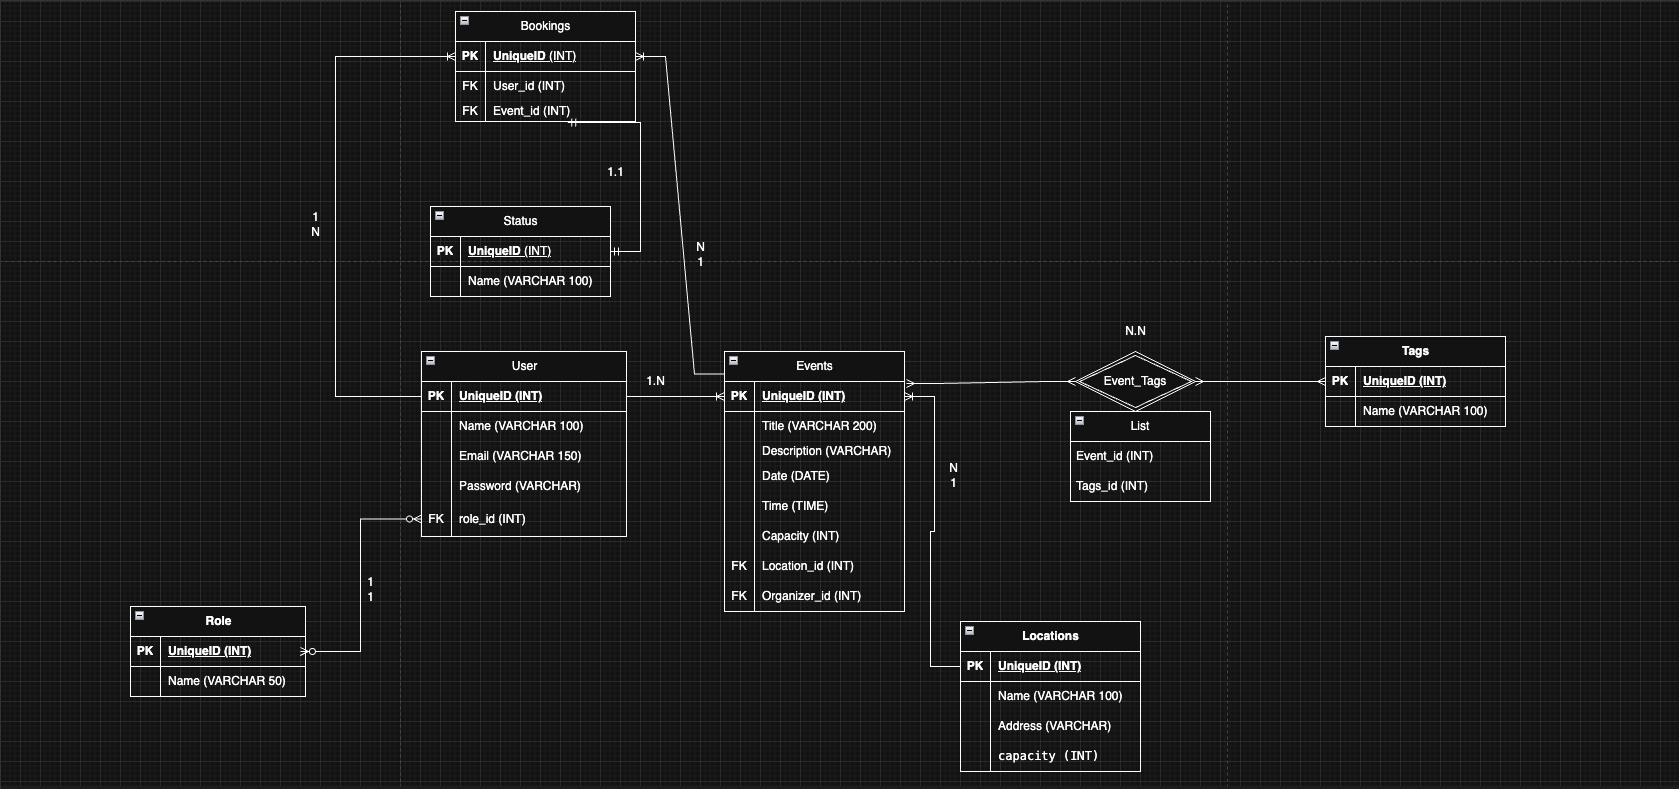 Bookings
PK UniqueID (INT)
FK User_id (INT)
FK Event_id (INT)
1.1
1
N
Status
PK UniqueID (INT)
Name (VARCHAR 100)
N
1
User
PK UniqueID (INT)
Name (VARCHAR 100)
Email (VARCHAR 150)
Password (VARCHAR)
FK role_id (INT)
1.N
Events
PK UniqueID (INT)
Title (VARCHAR 200)
Description (VARCHAR)
Date (DATE)
Time (TIME)
Capacity (INT)
FK Location_id (INT)
FK Organizer_id (INT)
N.N
Event_Tags
List
Event_id (INT)
Tags_id (INT)
Tags
PK UniqueID (INT)
Name (VARCHAR 100)
N
1
1
1
Role
PK UniqueID (INT)
Name (VARCHAR 50)
Locations
PK UniqueID (INT)
Name (VARCHAR 100)
Address (VARCHAR)
capacity (INT)